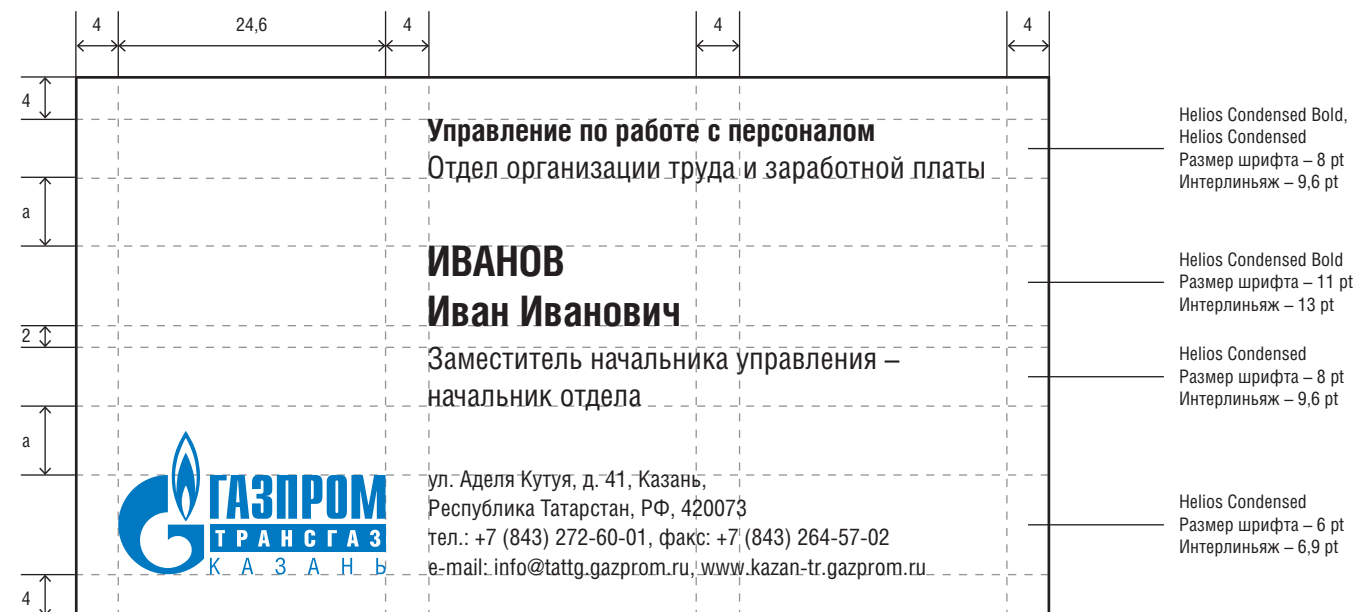 4 24,6 4 4 4
4
Управление по работе с персоналом
Отдел организации труда и заработной платы
Helios Condensed Bold,
Helios Condensed
Размер шрифта – 8 pt
Интерлиньяж – 9,6 pt
a
ИВАНОВ
Иван Иванович
Helios Condensed Bold
Размер шрифта – 11 pt
Интерлиньяж – 13 pt
2
Заместитель начальника управления –
начальник отдела
Helios Condensed
Размер шрифта – 8 pt
Интерлиньяж – 9,6 pt
a
ГАЗПРОМ
ТРАНСГАЗ
КАЗАНЬ
ул. Аделя Кутуя, д. 41, Казань,
Республика Татарстан, РФ, 420073
тел.: +7 (843) 272-60-01, факс: +7 (843) 264-57-02
e-mail: info@tattg.gazprom.ru, www.kazan-tr.gazprom.ru
Helios Condensed
Размер шрифта – 6 pt
Интерлиньяж – 6,9 pt
4